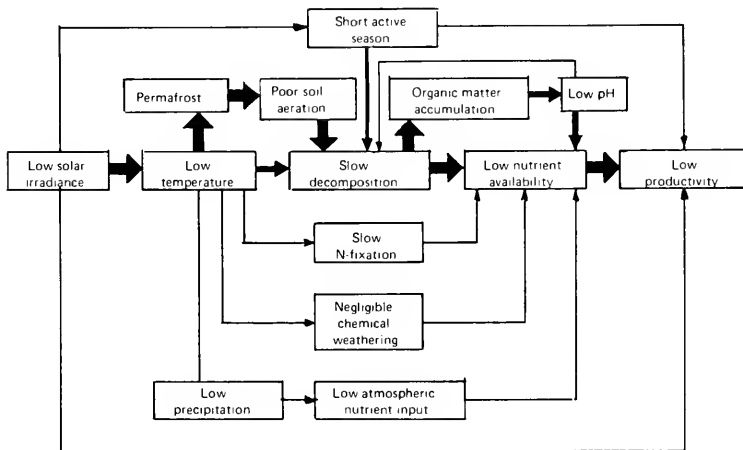 Short active
season
Permafrost
Poor soil
aeration
Organic matter
accumulation
Low pH
Low solar
irradiance
Low
temperature
Slow
decomposition
Low nutrient
availability
Low
productivity
Slow
N-fixation
Negligible
chemical
weathering
Low
precipitation
Low atmospheric
nutrient input